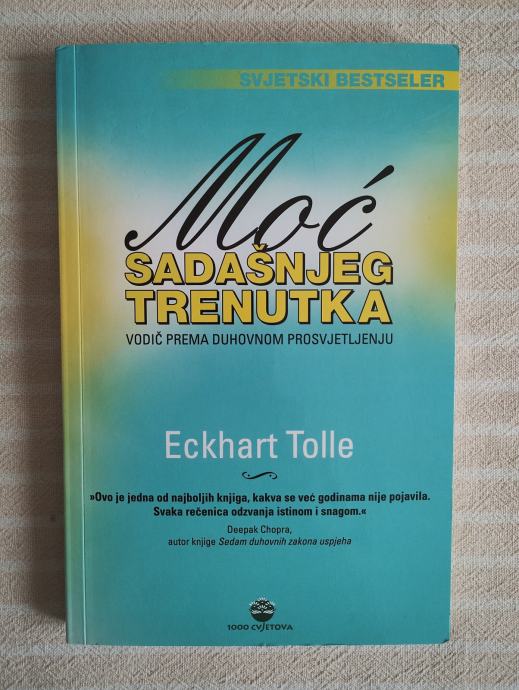 SVJETSKI BESTSELER
Moć
SADAŠNJEG
TRENUTKA
VODIČ PREMA DUHOVNOM PROSVJETLJENJU
Eckhart Tolle
»Ovo je jedna od najboljih knjiga, kakva se već godinama nije pojavila.
Svaka rečenica odzvanja istinom i snagom.«
Deepak Chopra,
autor knjige Sedam duhovnih zakona uspjeha
1000 CVJETOVA